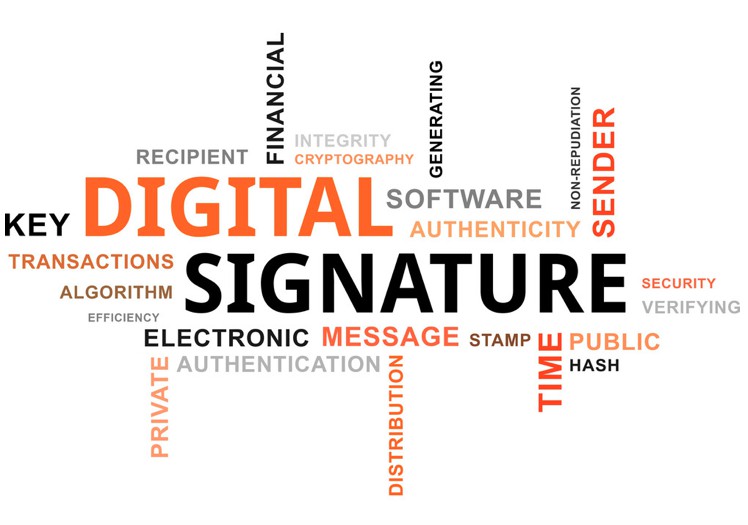 FINANCIAL
GENERATING
NON-REPUDIATION
SENDER
INTEGRITY
RECIPIENT
CRYPTOGRAPHY
KEY
DIGITAL
SOFTWARE
AUTHENTICITY
TRANSACTIONS
SIGNATURE
ALGORITHM
SECURITY
EFFICIENCY
VERIFYING
ELECTRONIC
MESSAGE
STAMP
TIME
PUBLIC
PRIVATE
AUTHENTICATION
DISTRIBUTION
HASH